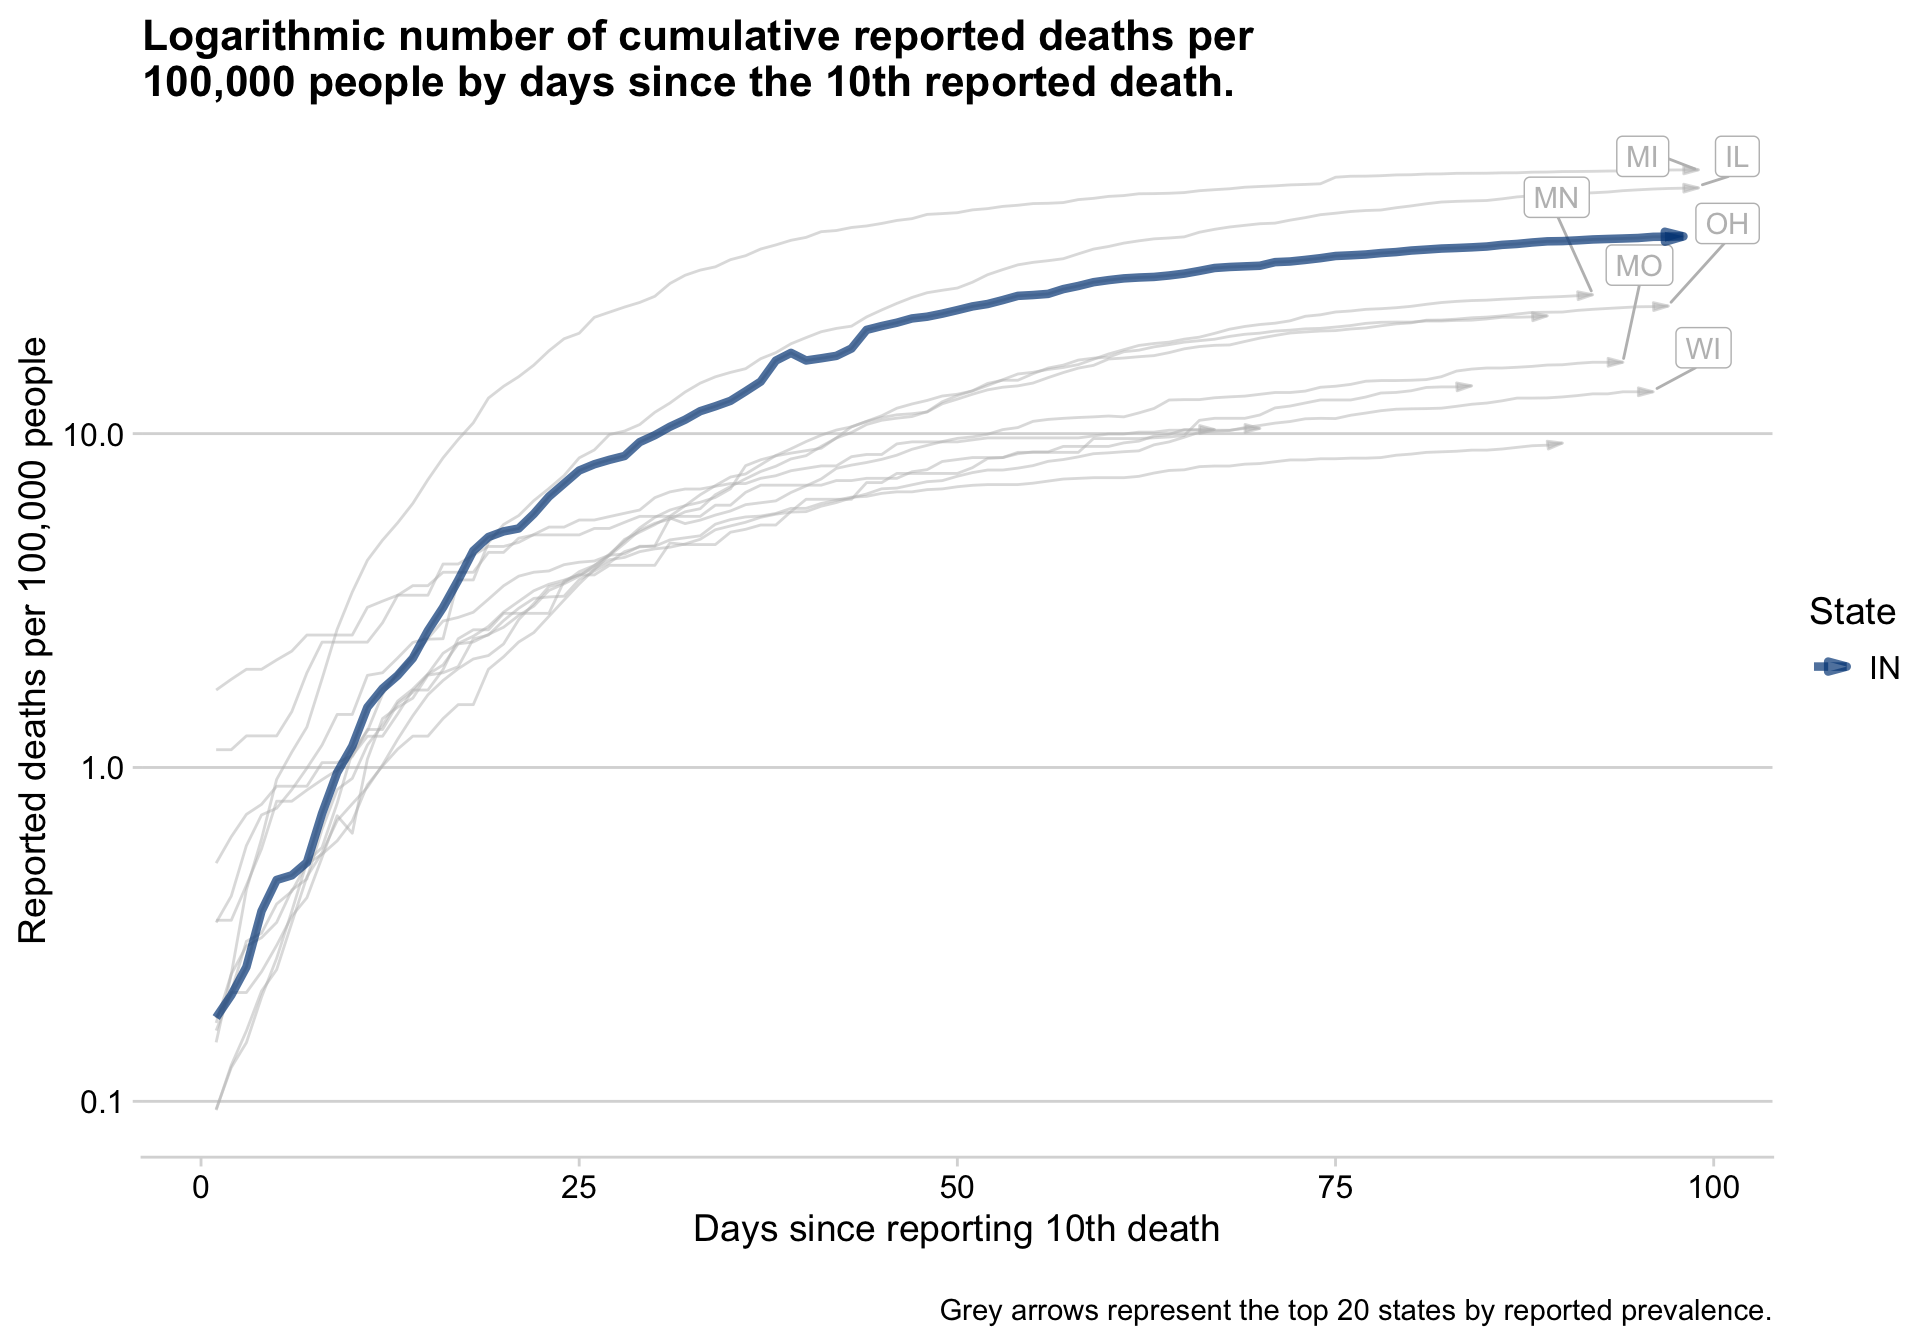 Logarithmic number of cumulative reported deaths per
100,000 people by days since the 10th reported death.
MI
IL
MN
OH
MO
WI
Reported deaths per 100,000 people
10.0
1.0
0.1
State
IN
0
25
50
75
100
Days since reporting 10th death
Grey arrows represent the top 20 states by reported prevalence.